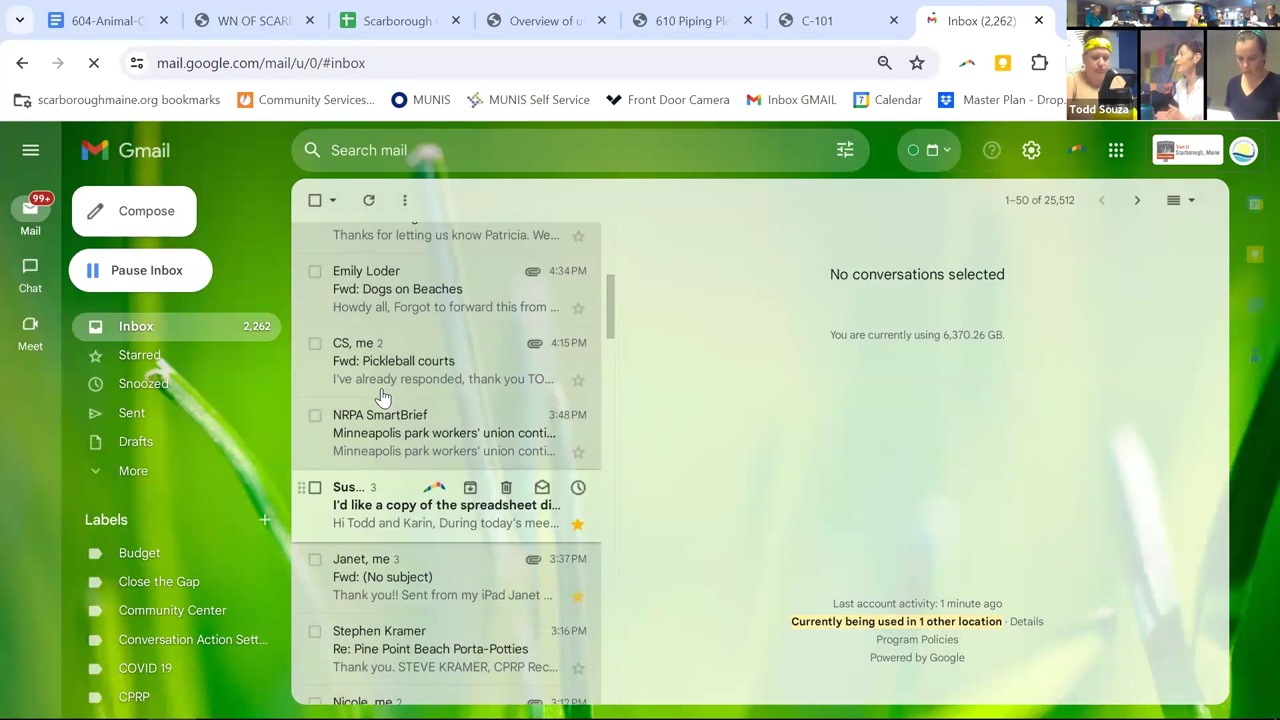 604-Animal-C
WN OF SCAR
Scarborough
Overview of u
610 Piping Plo
C-101
Inbox (2,262)
mail.google.com/mail/u/0/#inbox
scarboroughmaine.org bookmarks
Community Services...
MUNIS
MUNIS Self Service
Front Door Camera
Inbox GMAIL
Calendar
Master Plan - Drop.
Todd Souza
Gmail
Search mail
99+
Mail
Compose
Chat
Pause Inbox
Meet
Inbox 2,262
Starred
Snoozed
Sent
Drafts
More
Labels
Budget
Close the Gap
Community Center
Conversation Action Sett...
COVID 19
CPRP
1–50 of 25,512
Thanks for letting us know Patricia. We...
Emily Loder 4:34 PM
Fwd: Dogs on Beaches
Howdy all, Forgot to forward this from ...
CS, me 2 4:15 PM
Fwd: Pickleball courts
I've already responded, thank you TO...
NRPA SmartBrief 3:48 PM
Minneapolis park workers' union conti...
Minneapolis park workers' union conti...
Sus... 3
I'd like a copy of the spreadsheet di...
Hi Todd and Karin, During today's mee...
Janet, me 3 3:37 PM
Fwd: (No subject)
Thank you!! Sent from my iPad Janet ...
Stephen Kramer 3:16 PM
Re: Pine Point Beach Porta-Potties
Thank you. STEVE KRAMER, CPRP Rec...
Nicole, me 2 3:12 PM
No conversations selected
You are currently using 6,370.26 GB.
Last account activity: 1 minute ago
Currently being used in 1 other location · Details
Program Policies
Powered by Google